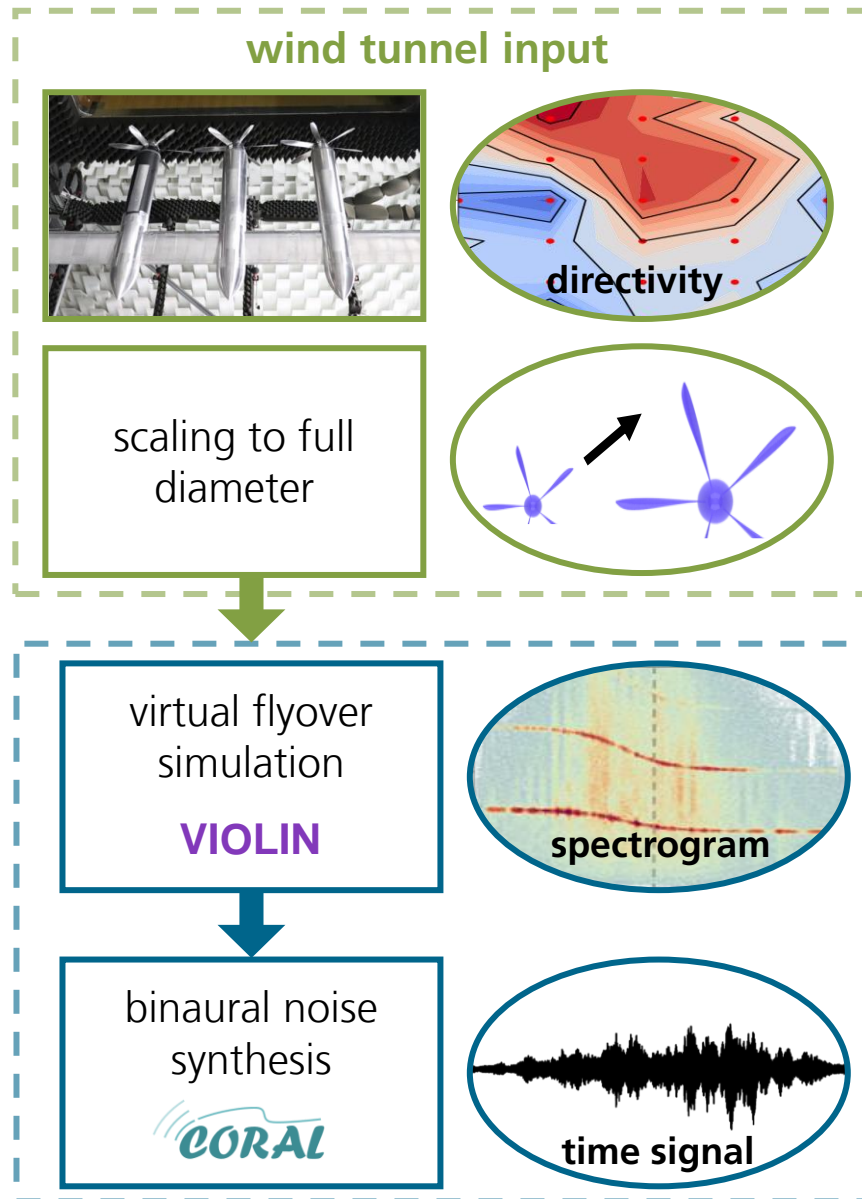 wind tunnel input
directivity
scaling to full
diameter
virtual flyover
simulation
VIOLIN
spectrogram
binaural noise
synthesis
CORAL
time signal